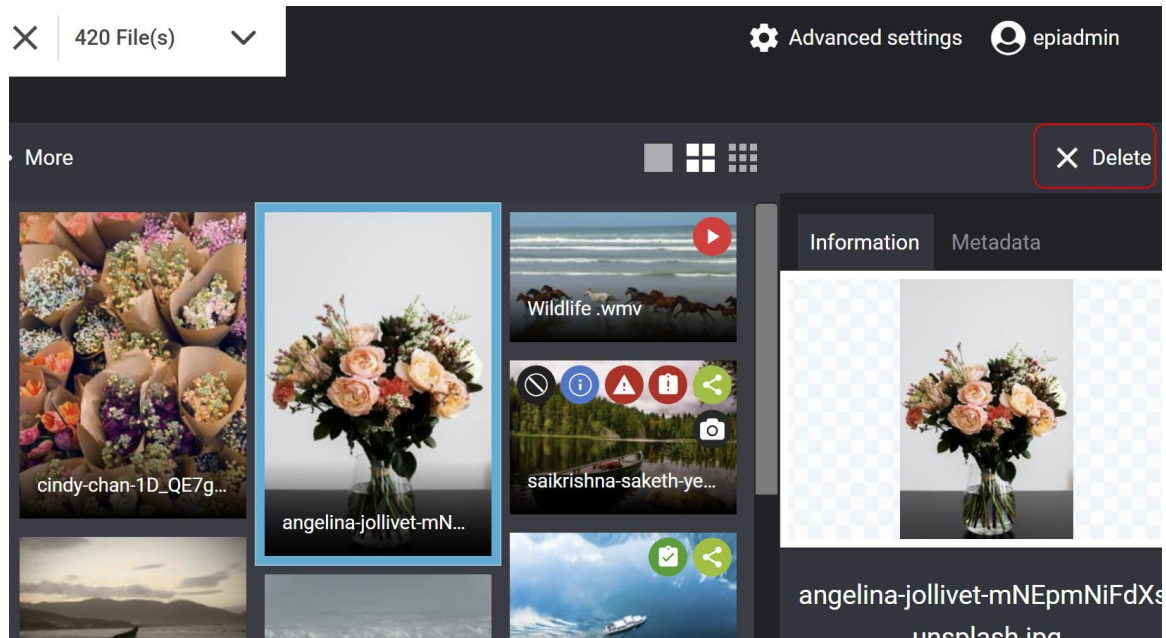 420 File(s)
Advanced settings
epiadmin
More
Delete
Information
Metadata
Wildlife .wmv
cindy-chan-1D_QE7g...
saikrishna-saketh-ye...
angelina-jollivet-mN...
angelina-jollivet-mNEpmNiFdXs
unsplash.jpg